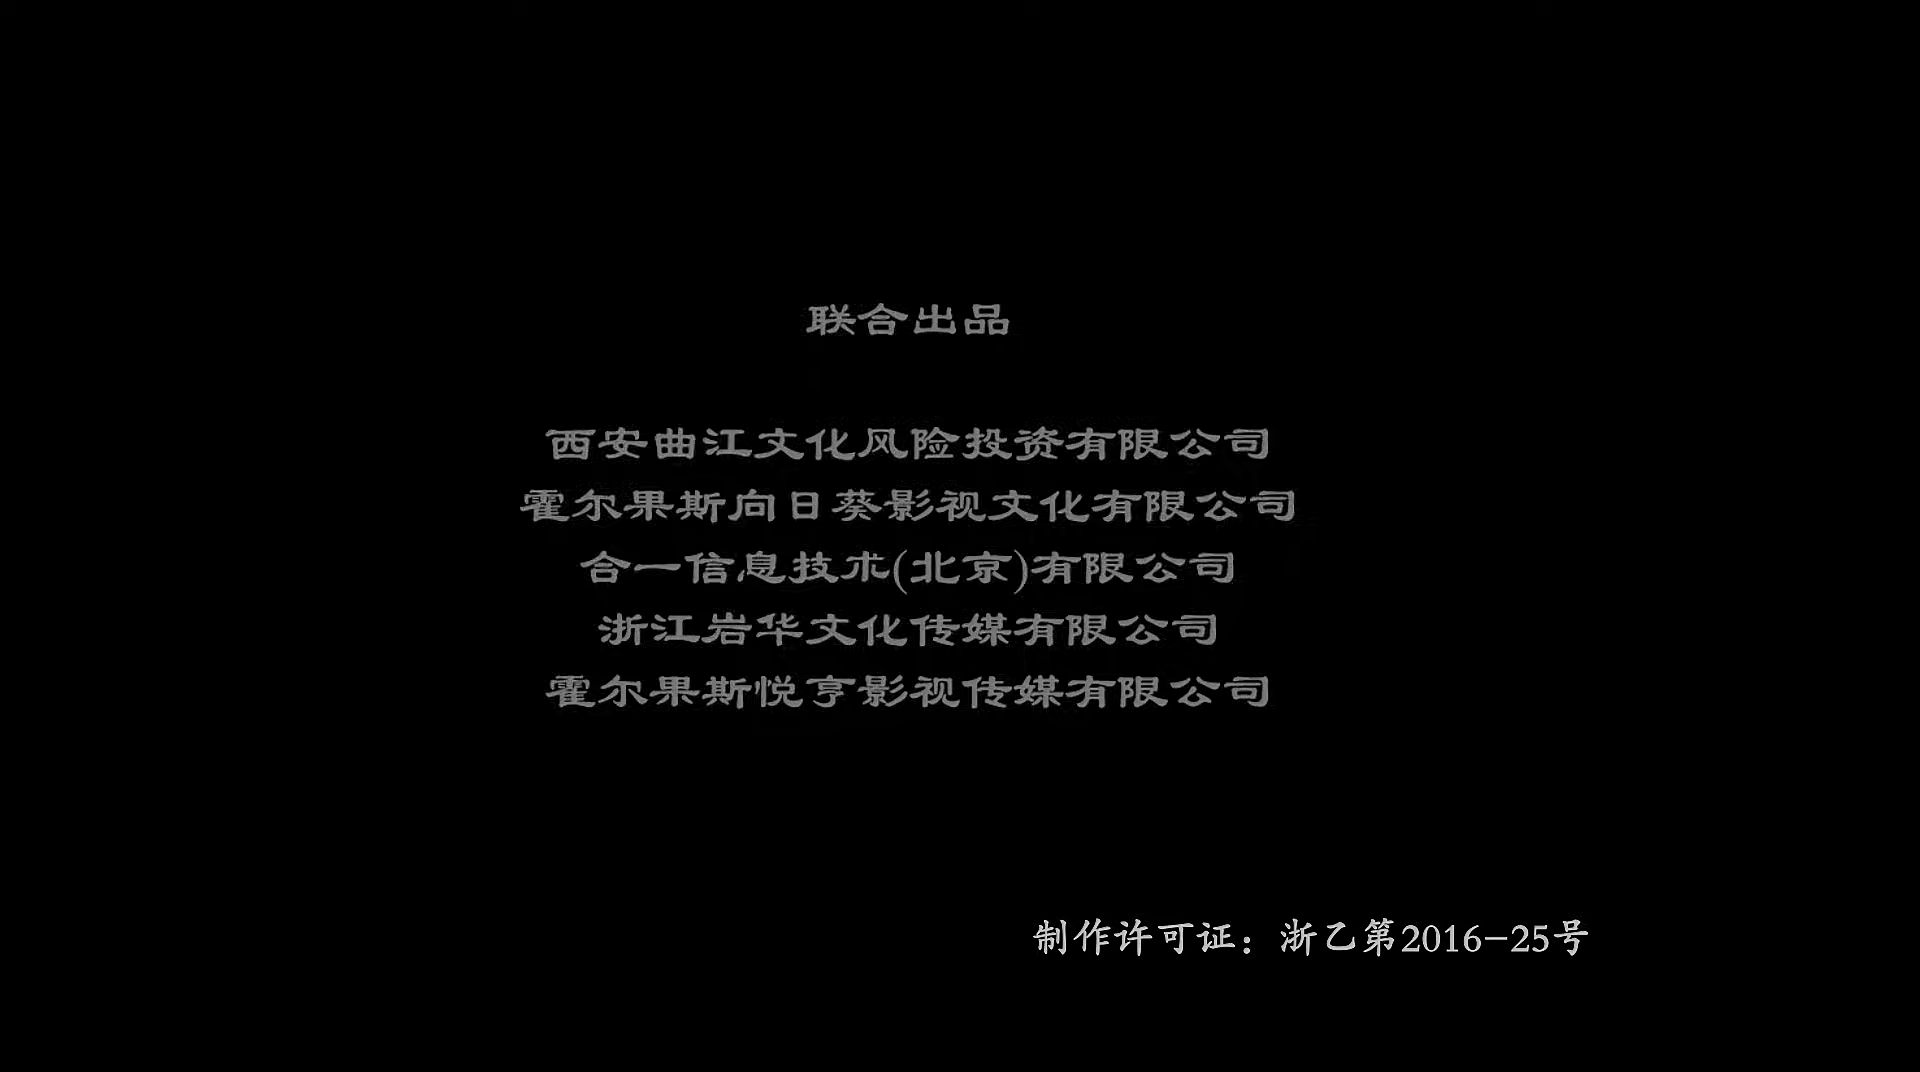 联合出品
西安曲江文化风险投资有限公司
霍尔果斯向日葵影视文化有限公司
合一信息技术(北京)有限公司
浙江岩华文化传媒有限公司
霍尔果斯悦亨影视传媒有限公司
制作许可证：浙乙第2016-25号